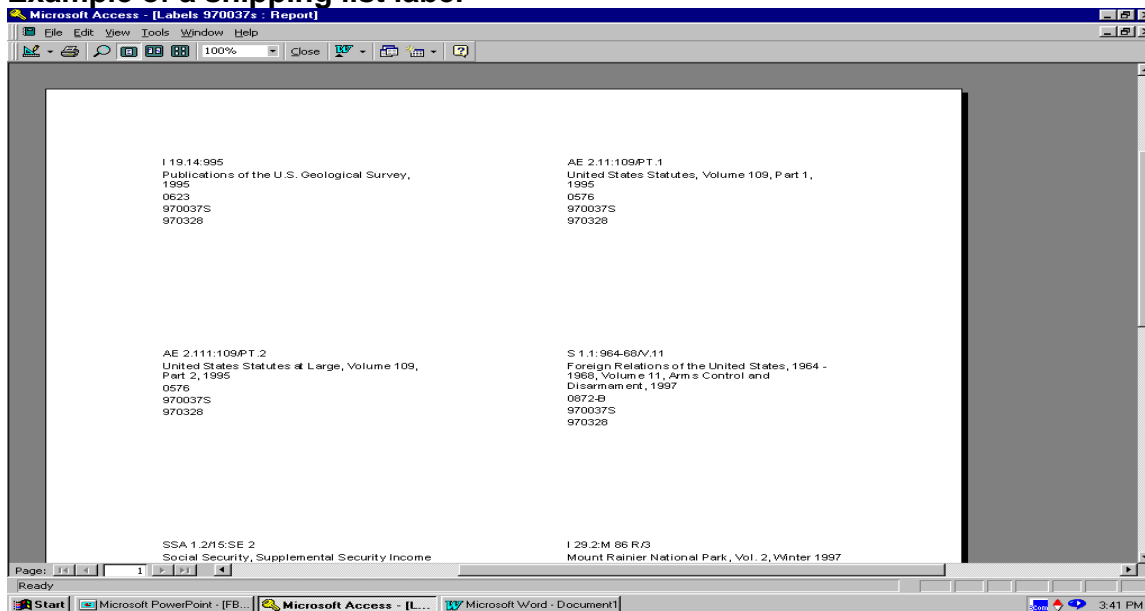 Example of a shipping list label
Microsoft Access - [Labels 970037s : Report]
File Edit View Tools Window Help
100% Close
I 19.14:995
Publications of the U.S. Geological Survey,
1995
0623
970037S
970328
AE 2.11:109/PT.1
United States Statutes, Volume 109, Part 1,
1995
0576
970037S
970328
AE 2.111:109/PT.2
United States Statutes at Large, Volume 109,
Part 2, 1995
0576
970037S
970328
S 1.1:964-68/V.11
Foreign Relations of the United States, 1964 -
1968, Volume 11, Arms Control and
Disarmament, 1997
0872-B
970037S
970328
SSA 1.2/15:SE 2
Social Security, Supplemental Security Income
I 29.2:M 86 R/3
Mount Rainier National Park, Vol. 2, Winter 1997
Page: 1
Ready
Start Microsoft PowerPoint - [FB... Microsoft Access - [L... Microsoft Word - Document1 3:41 PM